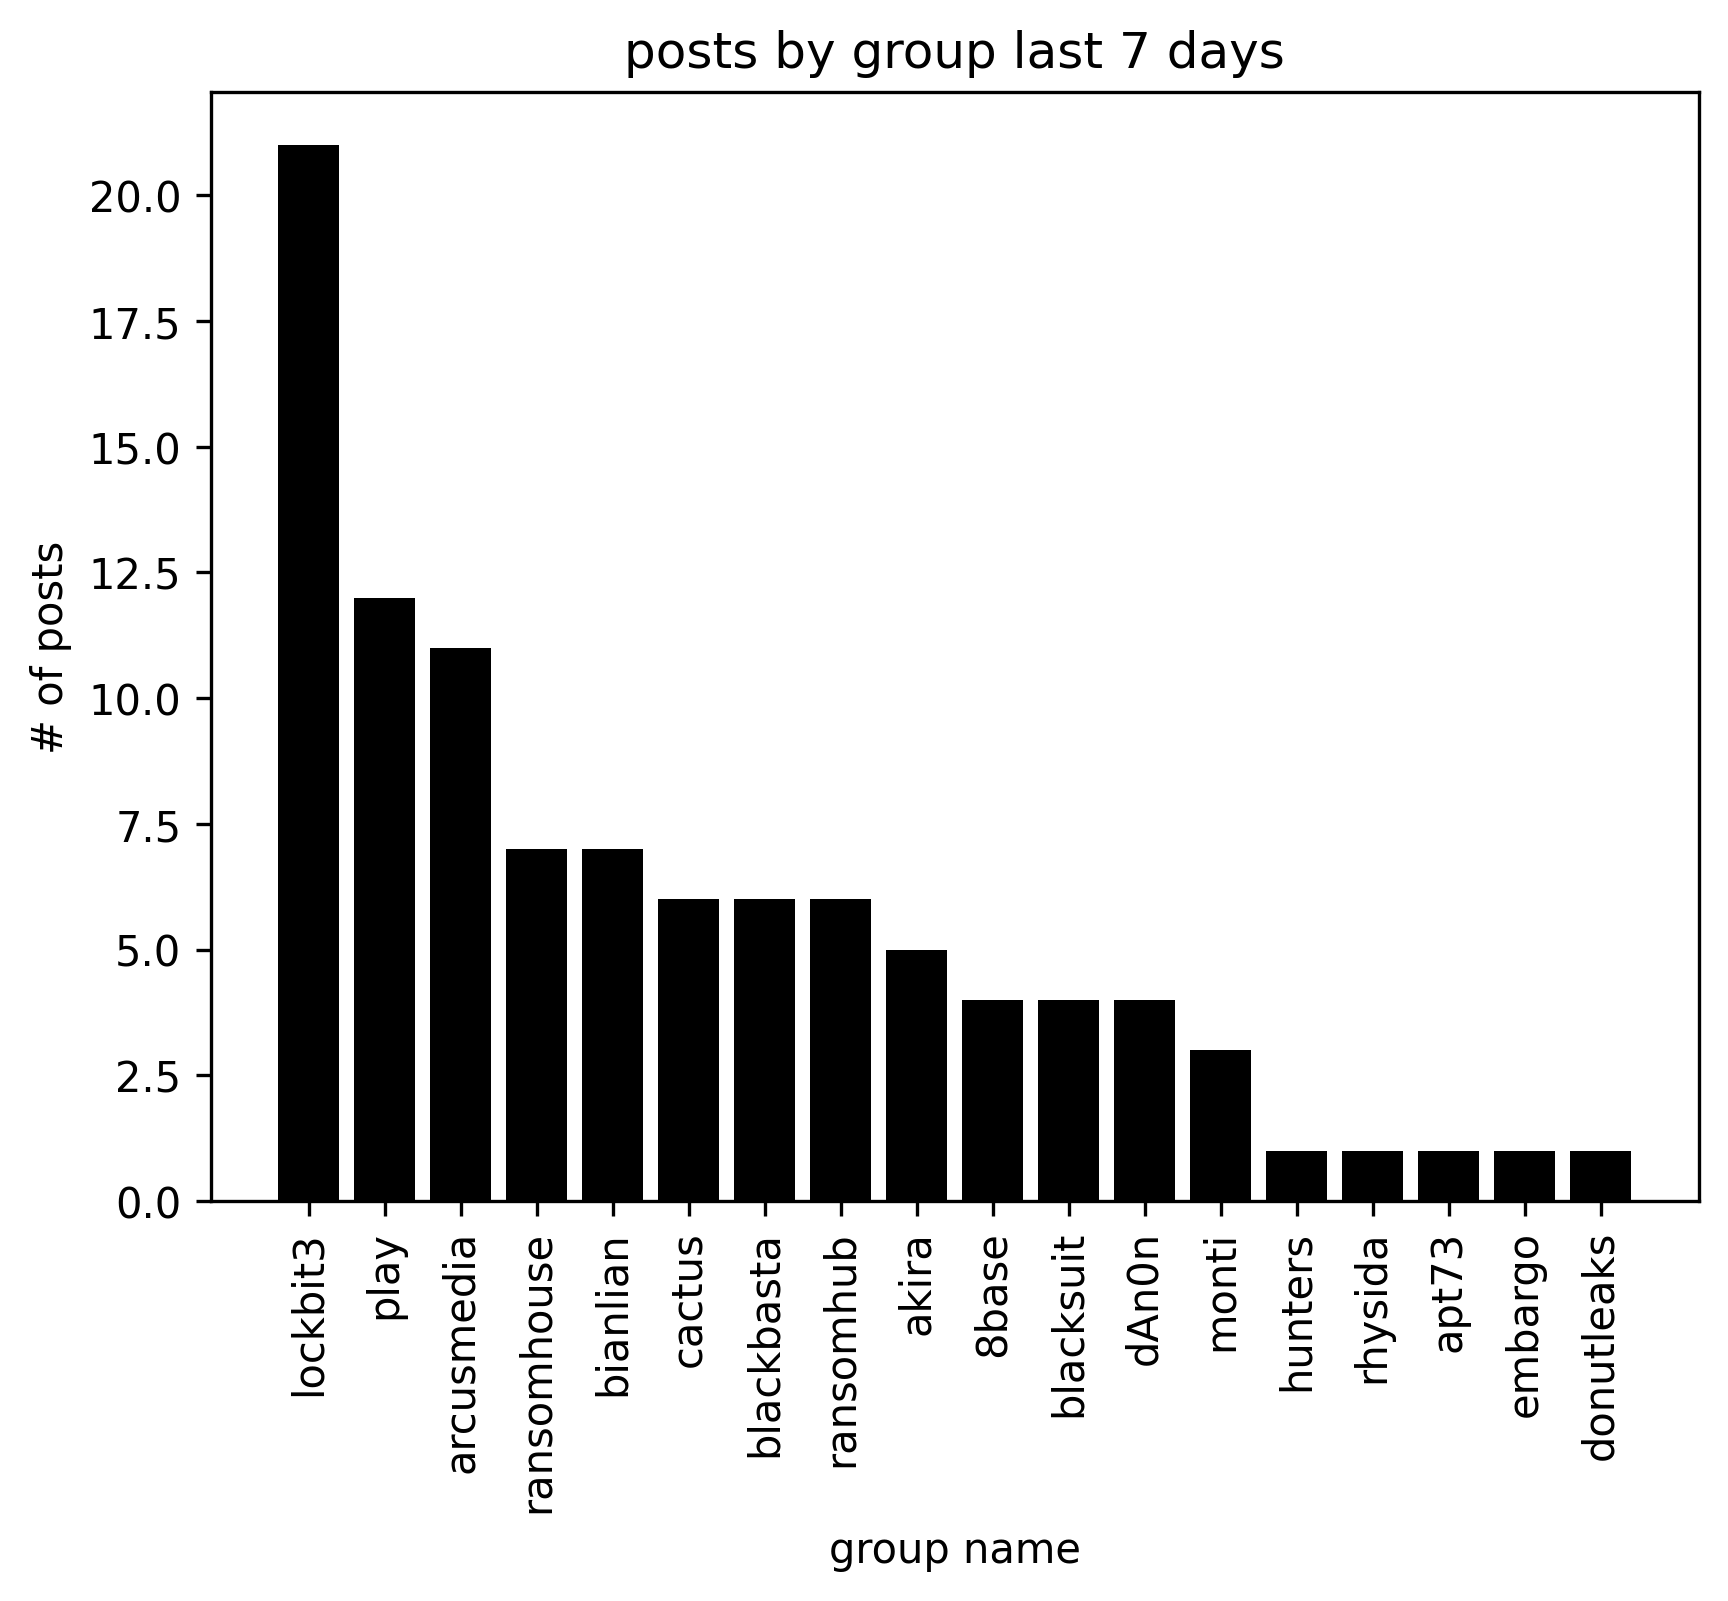 posts by group last 7 days
# of posts
20.0
17.5
15.0
12.5
10.0
7.5
5.0
2.5
0.0
lockbit3
play
arcusmedia
ransomhouse
bianlian
cactus
blackbasta
ransomhub
akira
8base
blacksuit
dAn0n
monti
hunters
rhysida
apt73
embargo
donutleaks
group name